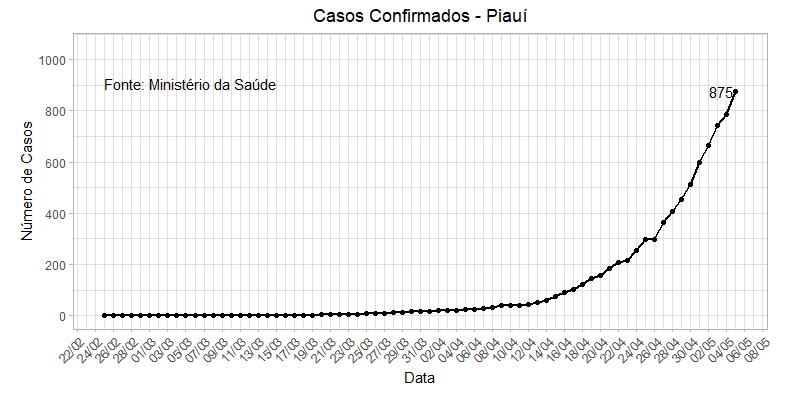 Casos Confirmados - Piauí
Número de Casos
1000
800
600
400
200
0
Fonte: Ministério da Saúde
875
22/02 24/02 26/02 28/02 01/03 03/03 05/03 07/03 09/03 11/03 13/03 15/03 17/03 19/03 21/03 23/03 25/03 27/03 29/03 31/03 02/04 04/04 06/04 08/04 10/04 12/04 14/04 16/04 18/04 20/04 22/04 24/04 26/04 28/04 30/04 02/05 04/05 06/05 08/05
Data